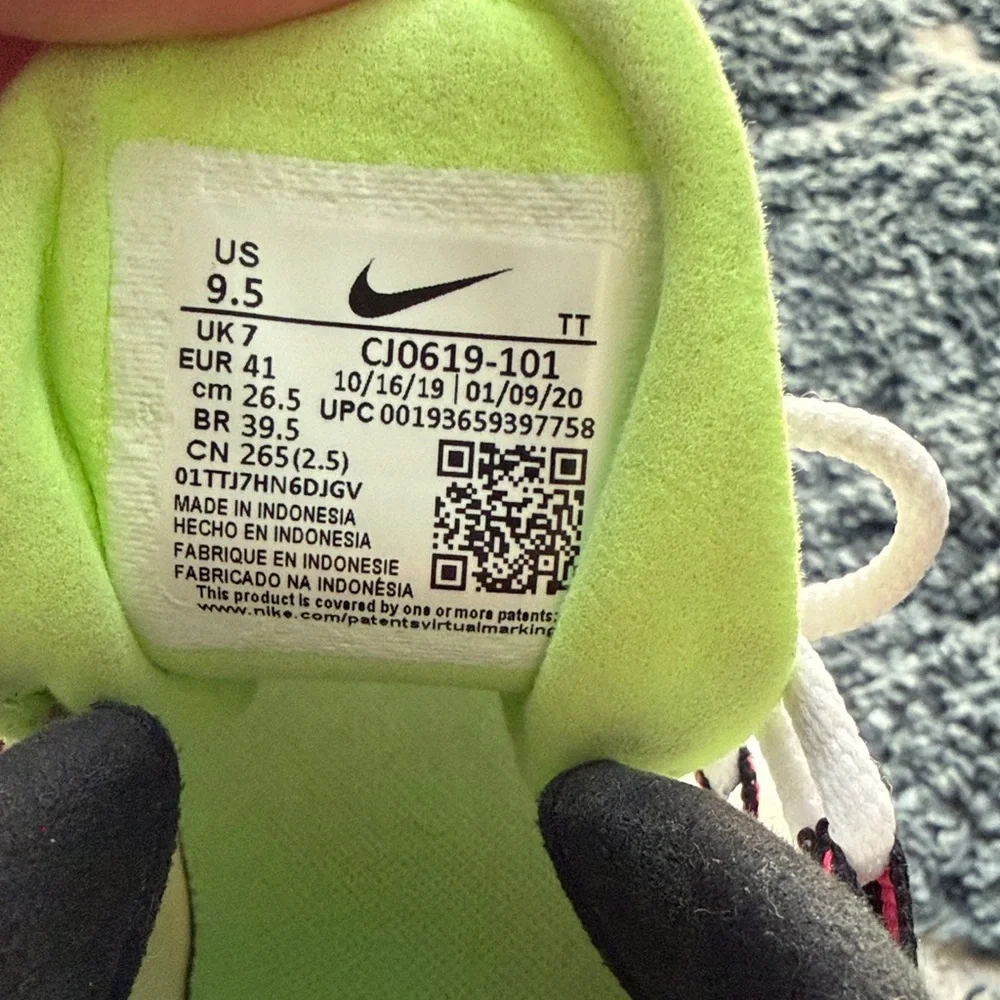 US
9.5
TT
UK 7
CJ0619-101
EUR 41
10/16/19 | 01/09/20
cm 26.5
UPC 00193659397758
BR 39.5
CN 265(2.5)
01TTJ7HN6DJGV
MADE IN INDONESIA
HECHO EN INDONESIA
FABRIQUE EN INDONESIE
FABRICADO NA INDONÉSIA
This product is covered by one or more patents:
www.nike.com/patentsvirtualmarking